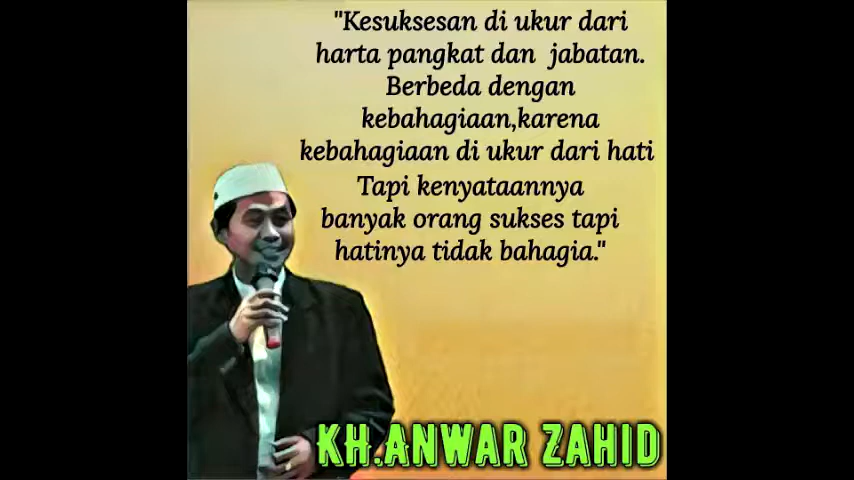 "Kesuksesan di ukur dari
harta pangkat dan jabatan.
Berbeda dengan
kebahagiaan,karena
kebahagiaan di ukur dari hati
Tapi kenyataannya
banyak orang sukses tapi
hatinya tidak bahagia."
KH.ANWAR ZAHID